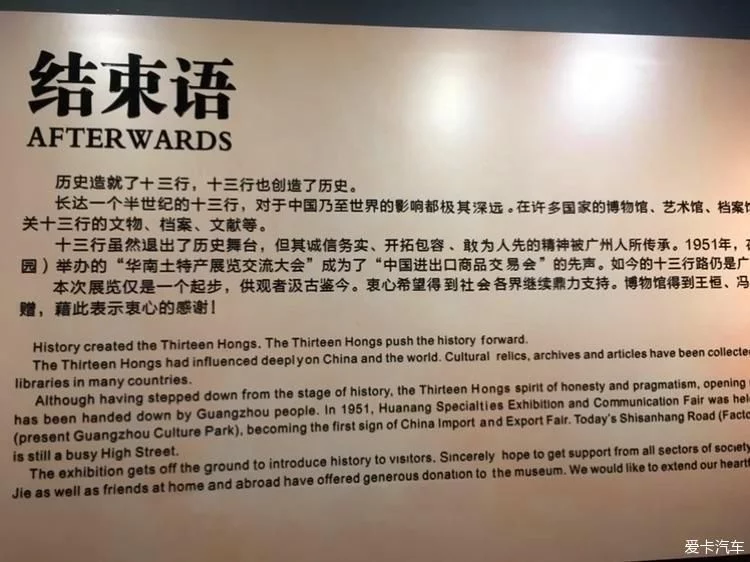 结束语
AFTERWARDS
历史造就了十三行，十三行也创造了历史。
长达一个半世纪的十三行，对于中国乃至世界的影响都极其深远。在许多国家的博物馆、艺术馆、档案馆
关十三行的文物、档案、文献等。
十三行虽然退出了历史舞台，但其诚信务实、开拓包容、敢为人先的精神被广州人所传承。1951年，在
园）举办的“华南土特产展览交流大会”成为了“中国进出口商品交易会”的先声。如今的十三行路仍是广
本次展览仅是一个起步，供观者汲古鉴今。衷心希望得到社会各界继续鼎力支持。博物馆得到王恒、冯
赠，藉此表示衷心的感谢！
History created the Thirteen Hongs. The Thirteen Hongs push the history forward.
The Thirteen Hongs had influenced deeplyon China and the world. Cultural relics, archives and articles have been collected
libraries in many countries.
Although having stepped down from the stage of history, the Thirteen Hongs spirit of honesty and pragmatism, opening
has been handed down by Guangzhou people. In 1951, Huanang Specialties Exhibition and Communication Fair was held
(present Guangzhou Culture Park), becoming the first sign of China Import and Export Fair. Today's Shisanhang Road (Facto
is still a busy High Street.
The exhibition gets off the ground to introduce history to visitors. Sincerely hope to get support from all sectors of society
Jie as well as friends at home and abroad have offered generous donation to the museum. We would like to extend our heartf
爱卡汽车